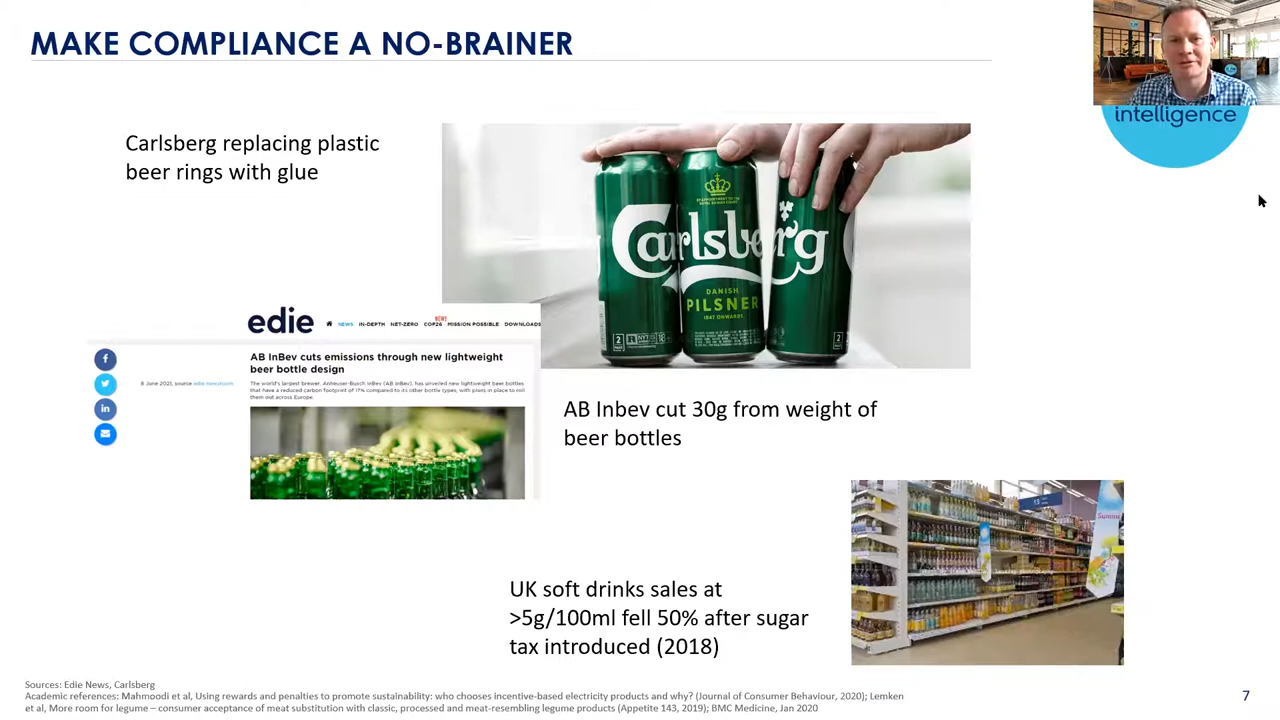 MAKE COMPLIANCE A NO-BRAINER
intelligence
Carlsberg replacing plastic
beer rings with glue
Carlsberg
DANISH
PILSNER
1847 ONWARDS
edie
NEWS
NEWS IN-DEPTH NET-ZERO COP26 MISSION POSSIBLE DOWNLOADS
AB InBev cuts emissions through new lightweight
beer bottle design
8 June 2021, source edie newsroom
The world's largest brewer, Anheuser-Busch InBev (AB InBev), has unveiled new lightweight beer bottles
that have a reduced carbon footprint of 17% compared to its other bottle types, with plans in place to roll
them out across Europe.
AB Inbev cut 30g from weight of
beer bottles
UK soft drinks sales at
>5g/100ml fell 50% after sugar
tax introduced (2018)
Sources: Edie News, Carlsberg
Academic references: Mahmoodi et al, Using rewards and penalties to promote sustainability: who chooses incentive-based electricity products and why? (Journal of Consumer Behaviour, 2020); Lemken
et al, More room for legume – consumer acceptance of meat substitution with classic, processed and meat-resembling legume products (Appetite 143, 2019); BMC Medicine, Jan 2020
7